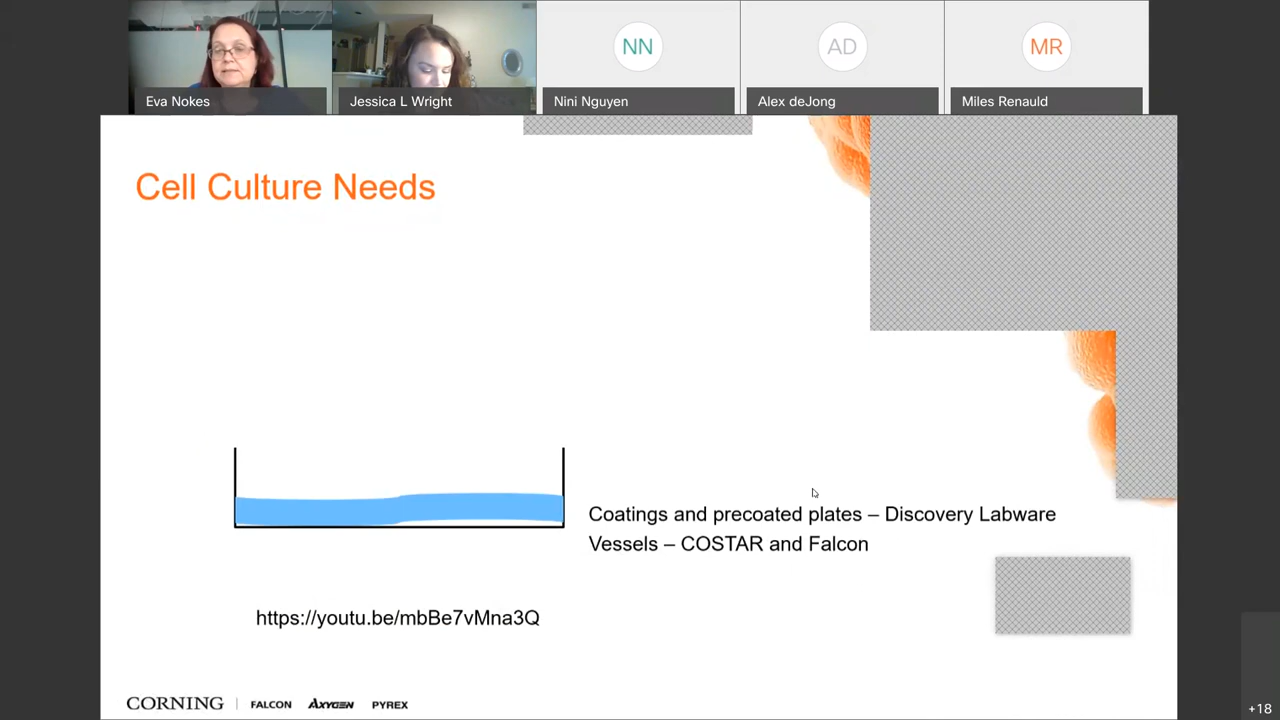 NN
AD
MR
Eva Nokes
Jessica L Wright
Nini Nguyen
Alex deJong
Miles Renauld
Cell Culture Needs
Coatings and precoated plates – Discovery Labware
Vessels – COSTAR and Falcon
https://youtu.be/mbBe7vMna3Q
CORNING | FALCON AXYGEN PYREX
+18